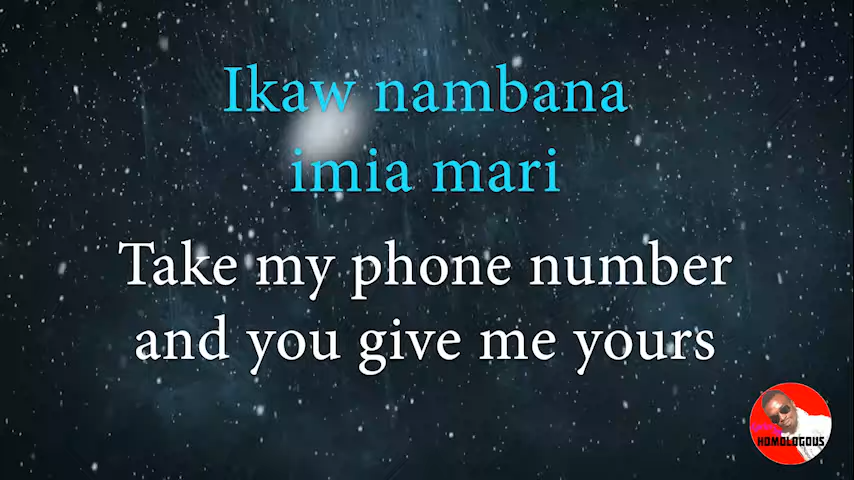 Ikaw nambana
imia mari
Take my phone number
and you give me yours
HOMOLOGOUS